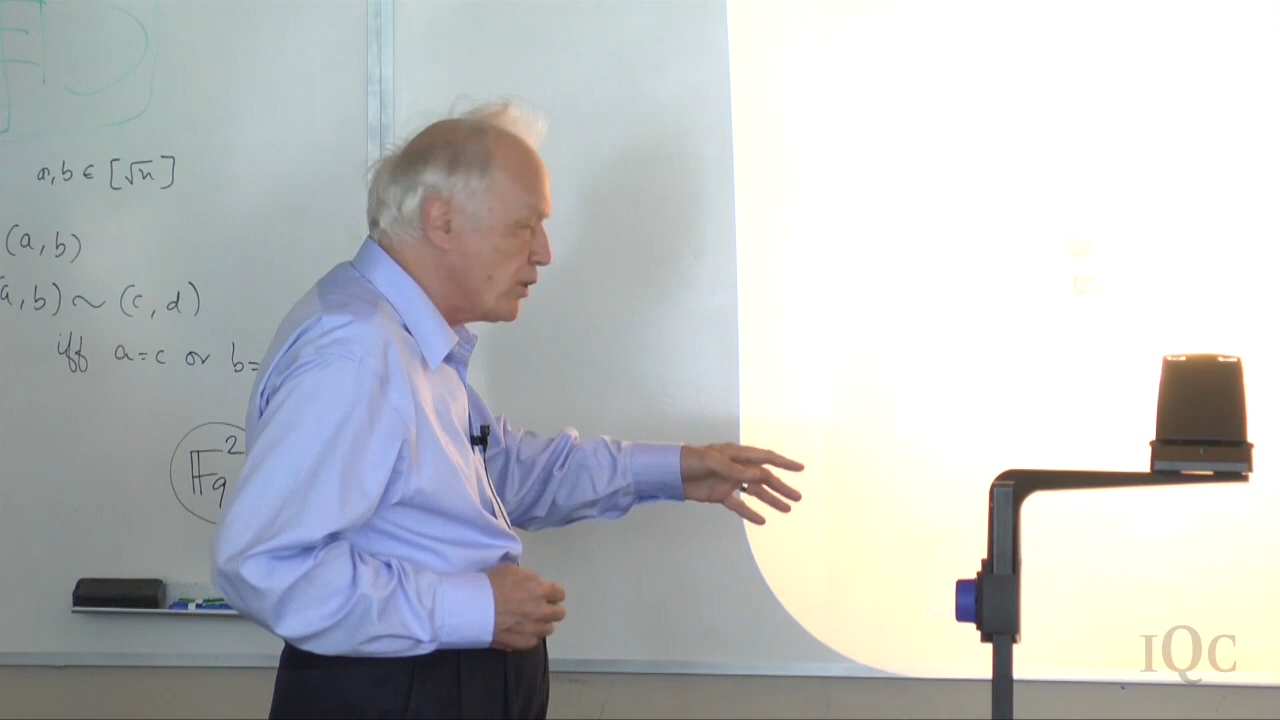 a, b ∈ [√n]
(a, b)
(a, b) ~ (c, d)
iff a = c or b =
𝔽q²
IQC